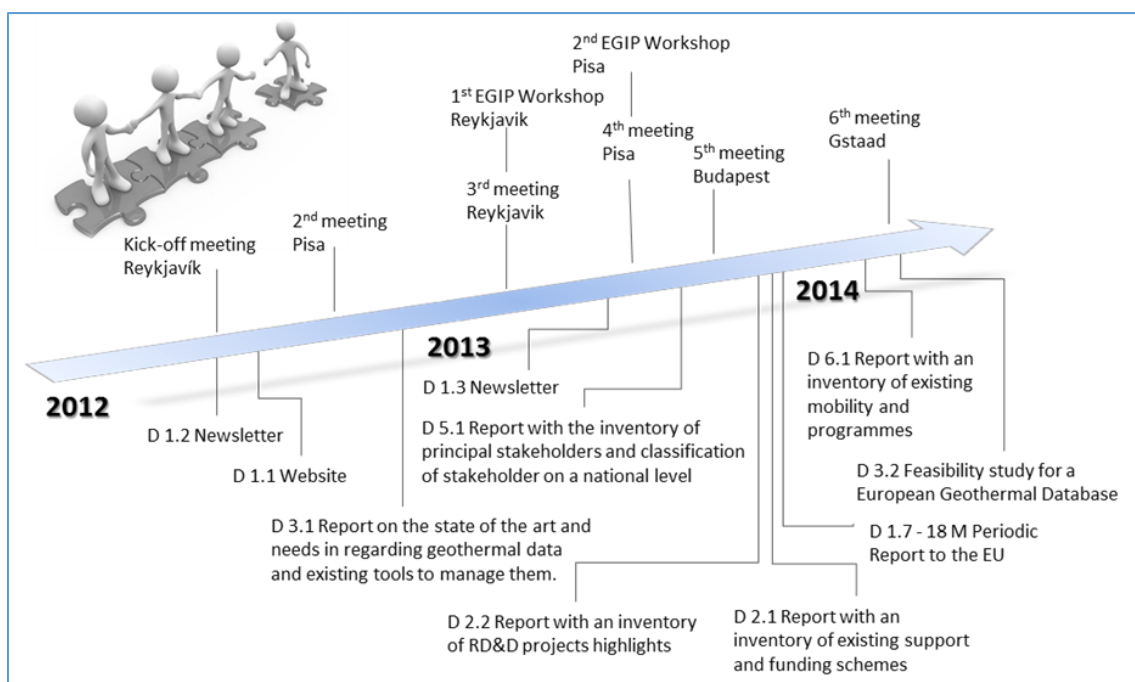 2nd EGIP Workshop
Pisa
1st EGIP Workshop
Reykjavik
4th meeting
Pisa
6th meeting
Gstaad
5th meeting
Budapest
3rd meeting
Reykjavik
2nd meeting
Pisa
Kick-off meeting
Reykjavík
2014
2013
2012
D 1.2 Newsletter
D 1.1 Website
D 3.1 Report on the state of the art and
needs in regarding geothermal data
and existing tools to manage them.
D 1.3 Newsletter
D 5.1 Report with the inventory of
principal stakeholders and classification
of stakeholder on a national level
D 2.2 Report with an inventory
of RD&D projects highlights
D 6.1 Report with an
inventory of existing
mobility and
programmes
D 3.2 Feasibility study for a
European Geothermal Database
D 1.7 - 18 M Periodic
Report to the EU
D 2.1 Report with an
inventory of existing support
and funding schemes